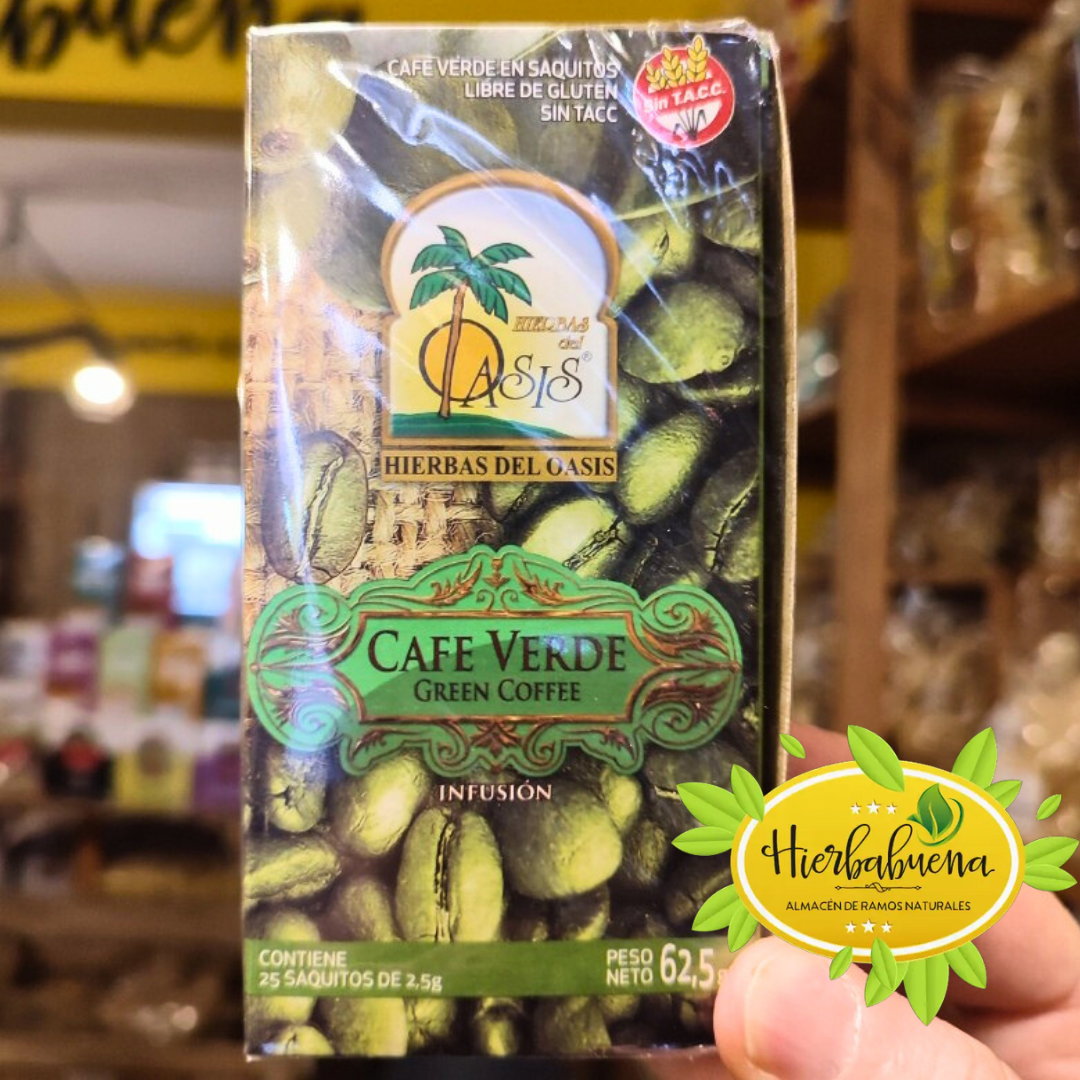 CAFE VERDE EN SAQUITOS
LIBRE DE GLUTEN
SIN TACC
Sin T.A.C.C.
HIERBAS
del
OASIS®
HIERBAS DEL OASIS
CAFE VERDE
GREEN COFFEE
INFUSIÓN
CONTIENE
25 SAQUITOS DE 2,5g
PESO
NETO 62,5g
Hierbabuena
ALMACÉN DE RAMOS NATURALES